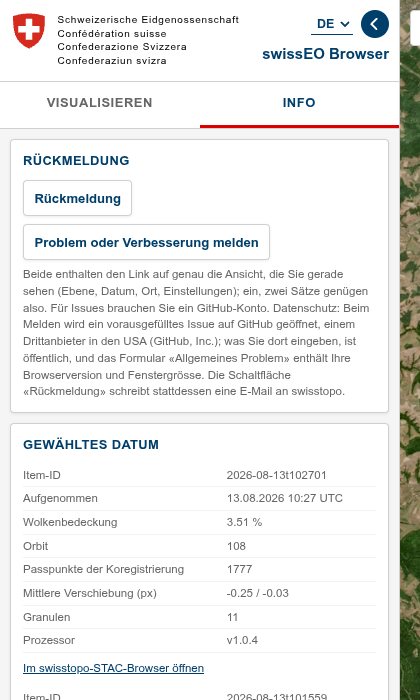 Schweizerische Eidgenossenschaft
Confédération suisse
Confederazione Svizzera
Confederaziun svizra
DE
swissEO Browser
VISUALISIEREN
INFO
RÜCKMELDUNG
Rückmeldung
Problem oder Verbesserung melden
Beide enthalten den Link auf genau die Ansicht, die Sie gerade
sehen (Ebene, Datum, Ort, Einstellungen); ein, zwei Sätze genügen
also. Für Issues brauchen Sie ein GitHub-Konto. Datenschutz: Beim
Melden wird ein vorausgefülltes Issue auf GitHub geöffnet, einem
Drittanbieter in den USA (GitHub, Inc.); was Sie dort eingeben, ist
öffentlich, und das Formular «Allgemeines Problem» enthält Ihre
Browserversion und Fenstergrösse. Die Schaltfläche
«Rückmeldung» schreibt stattdessen eine E-Mail an swisstopo.
GEWÄHLTES DATUM
Item-ID 2026-08-13t102701
Aufgenommen 13.08.2026 10:27 UTC
Wolkenbedeckung 3.51 %
Orbit 108
Passpunkte der Koregistrierung 1777
Mittlere Verschiebung (px) -0.25 / -0.03
Granulen 11
Prozessor v1.0.4
Im swisstopo-STAC-Browser öffnen
Item-ID 2026-08-13t101559